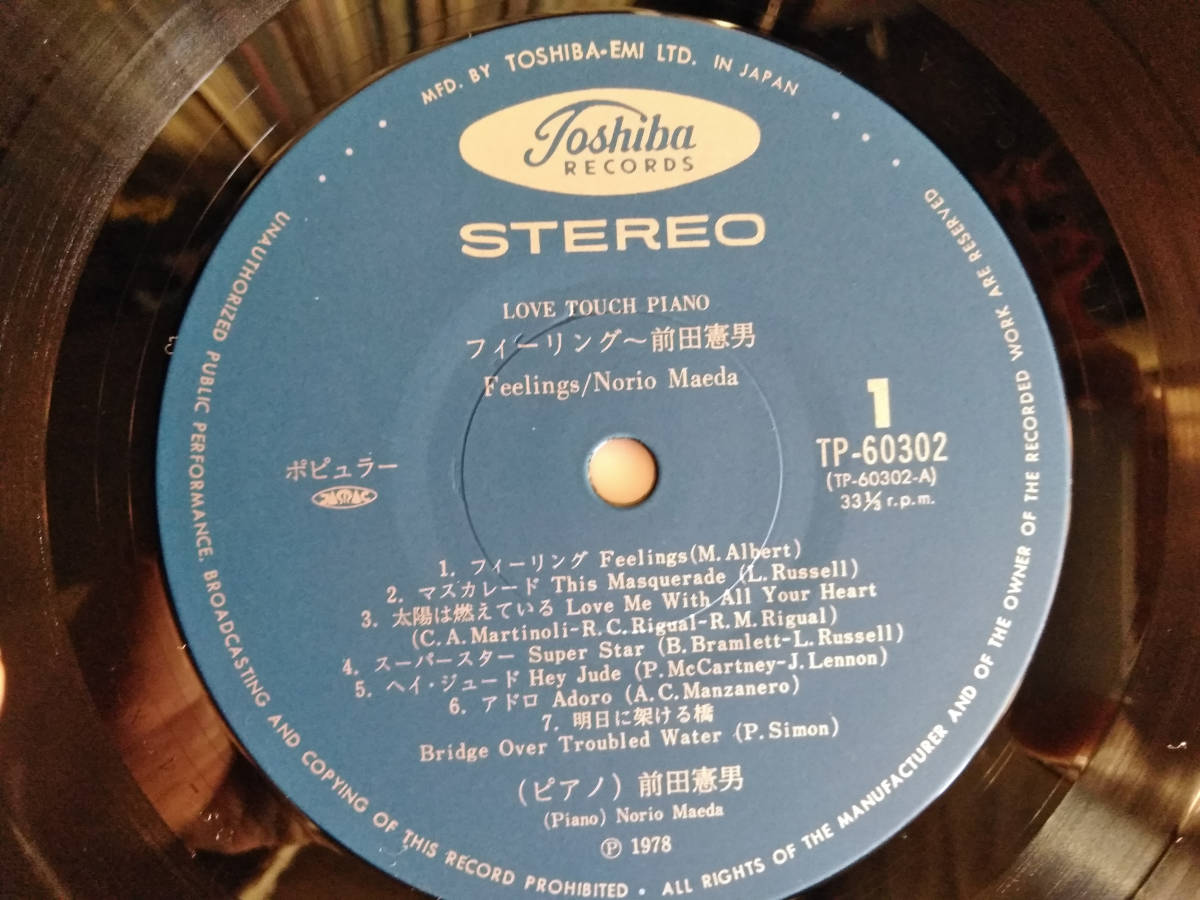 MFD. BY TOSHIBA-EMI LTD. IN JAPAN
Toshiba
RECORDS
STEREO
LOVE TOUCH PIANO
フィーリング〜前田憲男
Feelings/Norio Maeda
1
TP-60302
(TP-60302-A)
33⅓ r.p.m.
ポピュラー
JASRAC
1. フィーリング Feelings(M. Albert)
2. マスカレード This Masquerade (L. Russell)
3. 太陽は燃えている Love Me With All Your Heart
(C. A. Martinoli-R. C. Rigual-R. M. Rigual)
4. スーパースター Super Star (B. Bramlett-L. Russell)
5. ヘイ・ジュード Hey Jude (P. McCartney-J. Lennon)
6. アドロ Adoro (A. C. Manzanero)
7. 明日に架ける橋
Bridge Over Troubled Water (P. Simon)
(ピアノ) 前田憲男
(Piano) Norio Maeda
Ⓟ 1978
UNAUTHORIZED PUBLIC PERFORMANCE, BROADCASTING AND COPYING OF THIS RECORD PROHIBITED • ALL RIGHTS OF THE MANUFACTURER AND OF THE OWNER OF THE RECORDED WORK ARE RESERVED